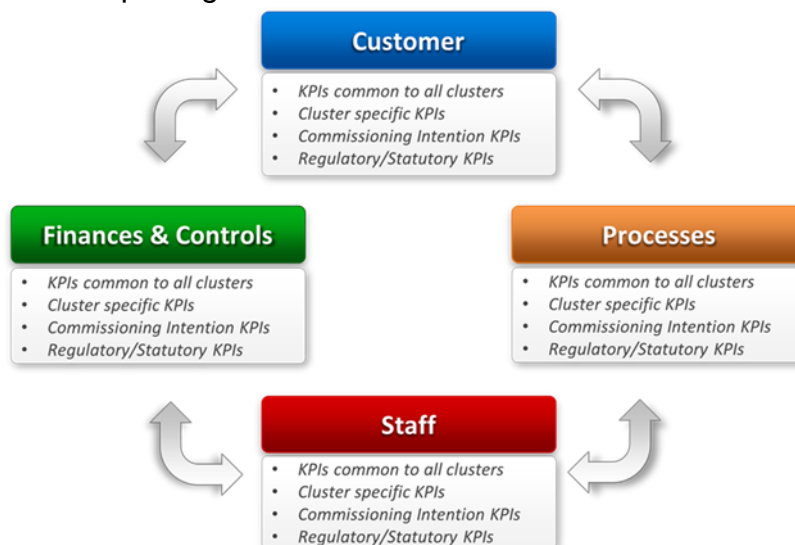 Customer
• KPIs common to all clusters
• Cluster specific KPIs
• Commissioning Intention KPIs
• Regulatory/Statutory KPIs
Finances & Controls
• KPIs common to all clusters
• Cluster specific KPIs
• Commissioning Intention KPIs
• Regulatory/Statutory KPIs
Processes
• KPIs common to all clusters
• Cluster specific KPIs
• Commissioning Intention KPIs
• Regulatory/Statutory KPIs
Staff
• KPIs common to all clusters
• Cluster specific KPIs
• Commissioning Intention KPIs
• Regulatory/Statutory KPIs